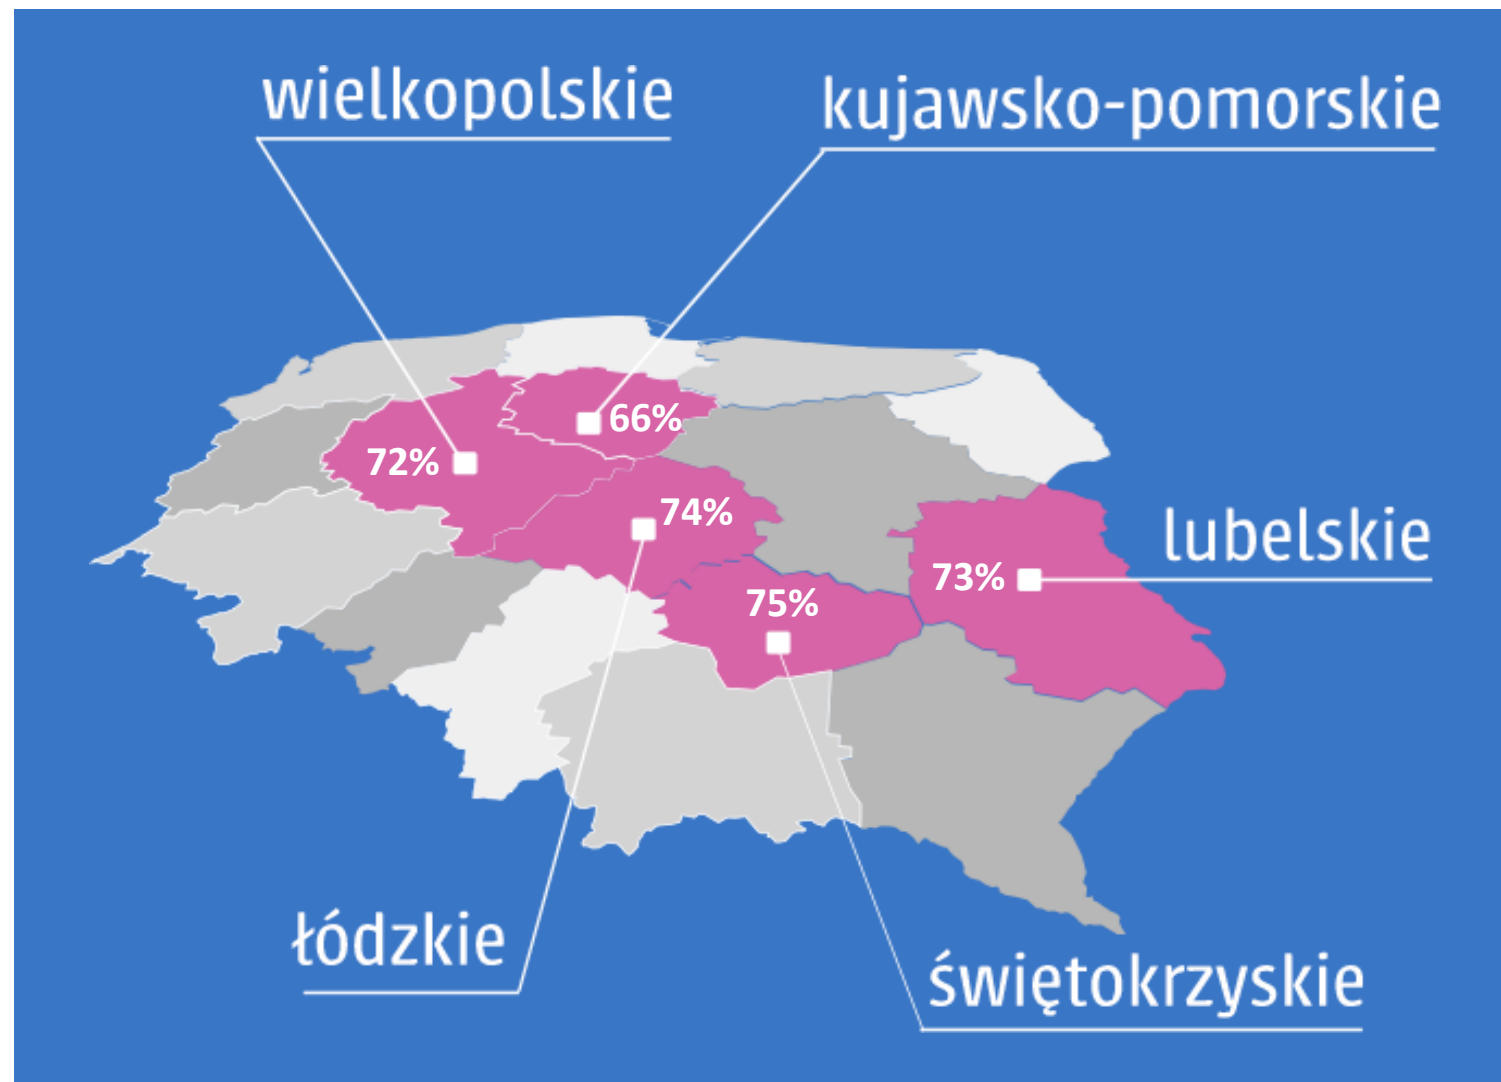 wielkopolskie
kujawsko-pomorskie
66%
72%
74%
lubelskie
73%
75%
łódzkie
świętokrzyskie